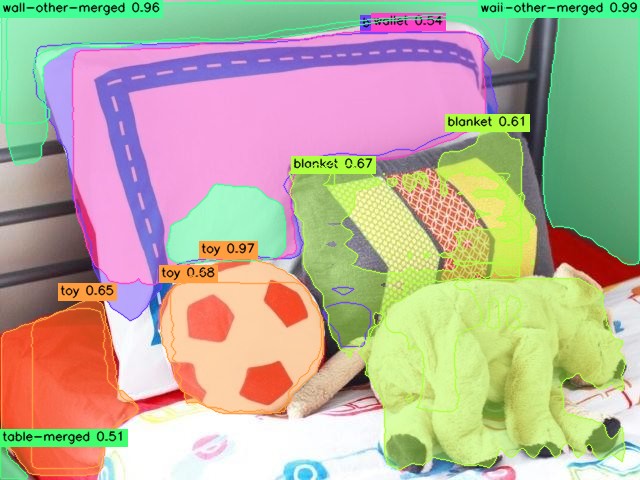 wall-other-merged 0.96
wall-other-merged 0.99
wallet 0.54
blanket 0.61
blanket 0.67
toy 0.97
toy 0.68
toy 0.65
table-merged 0.51